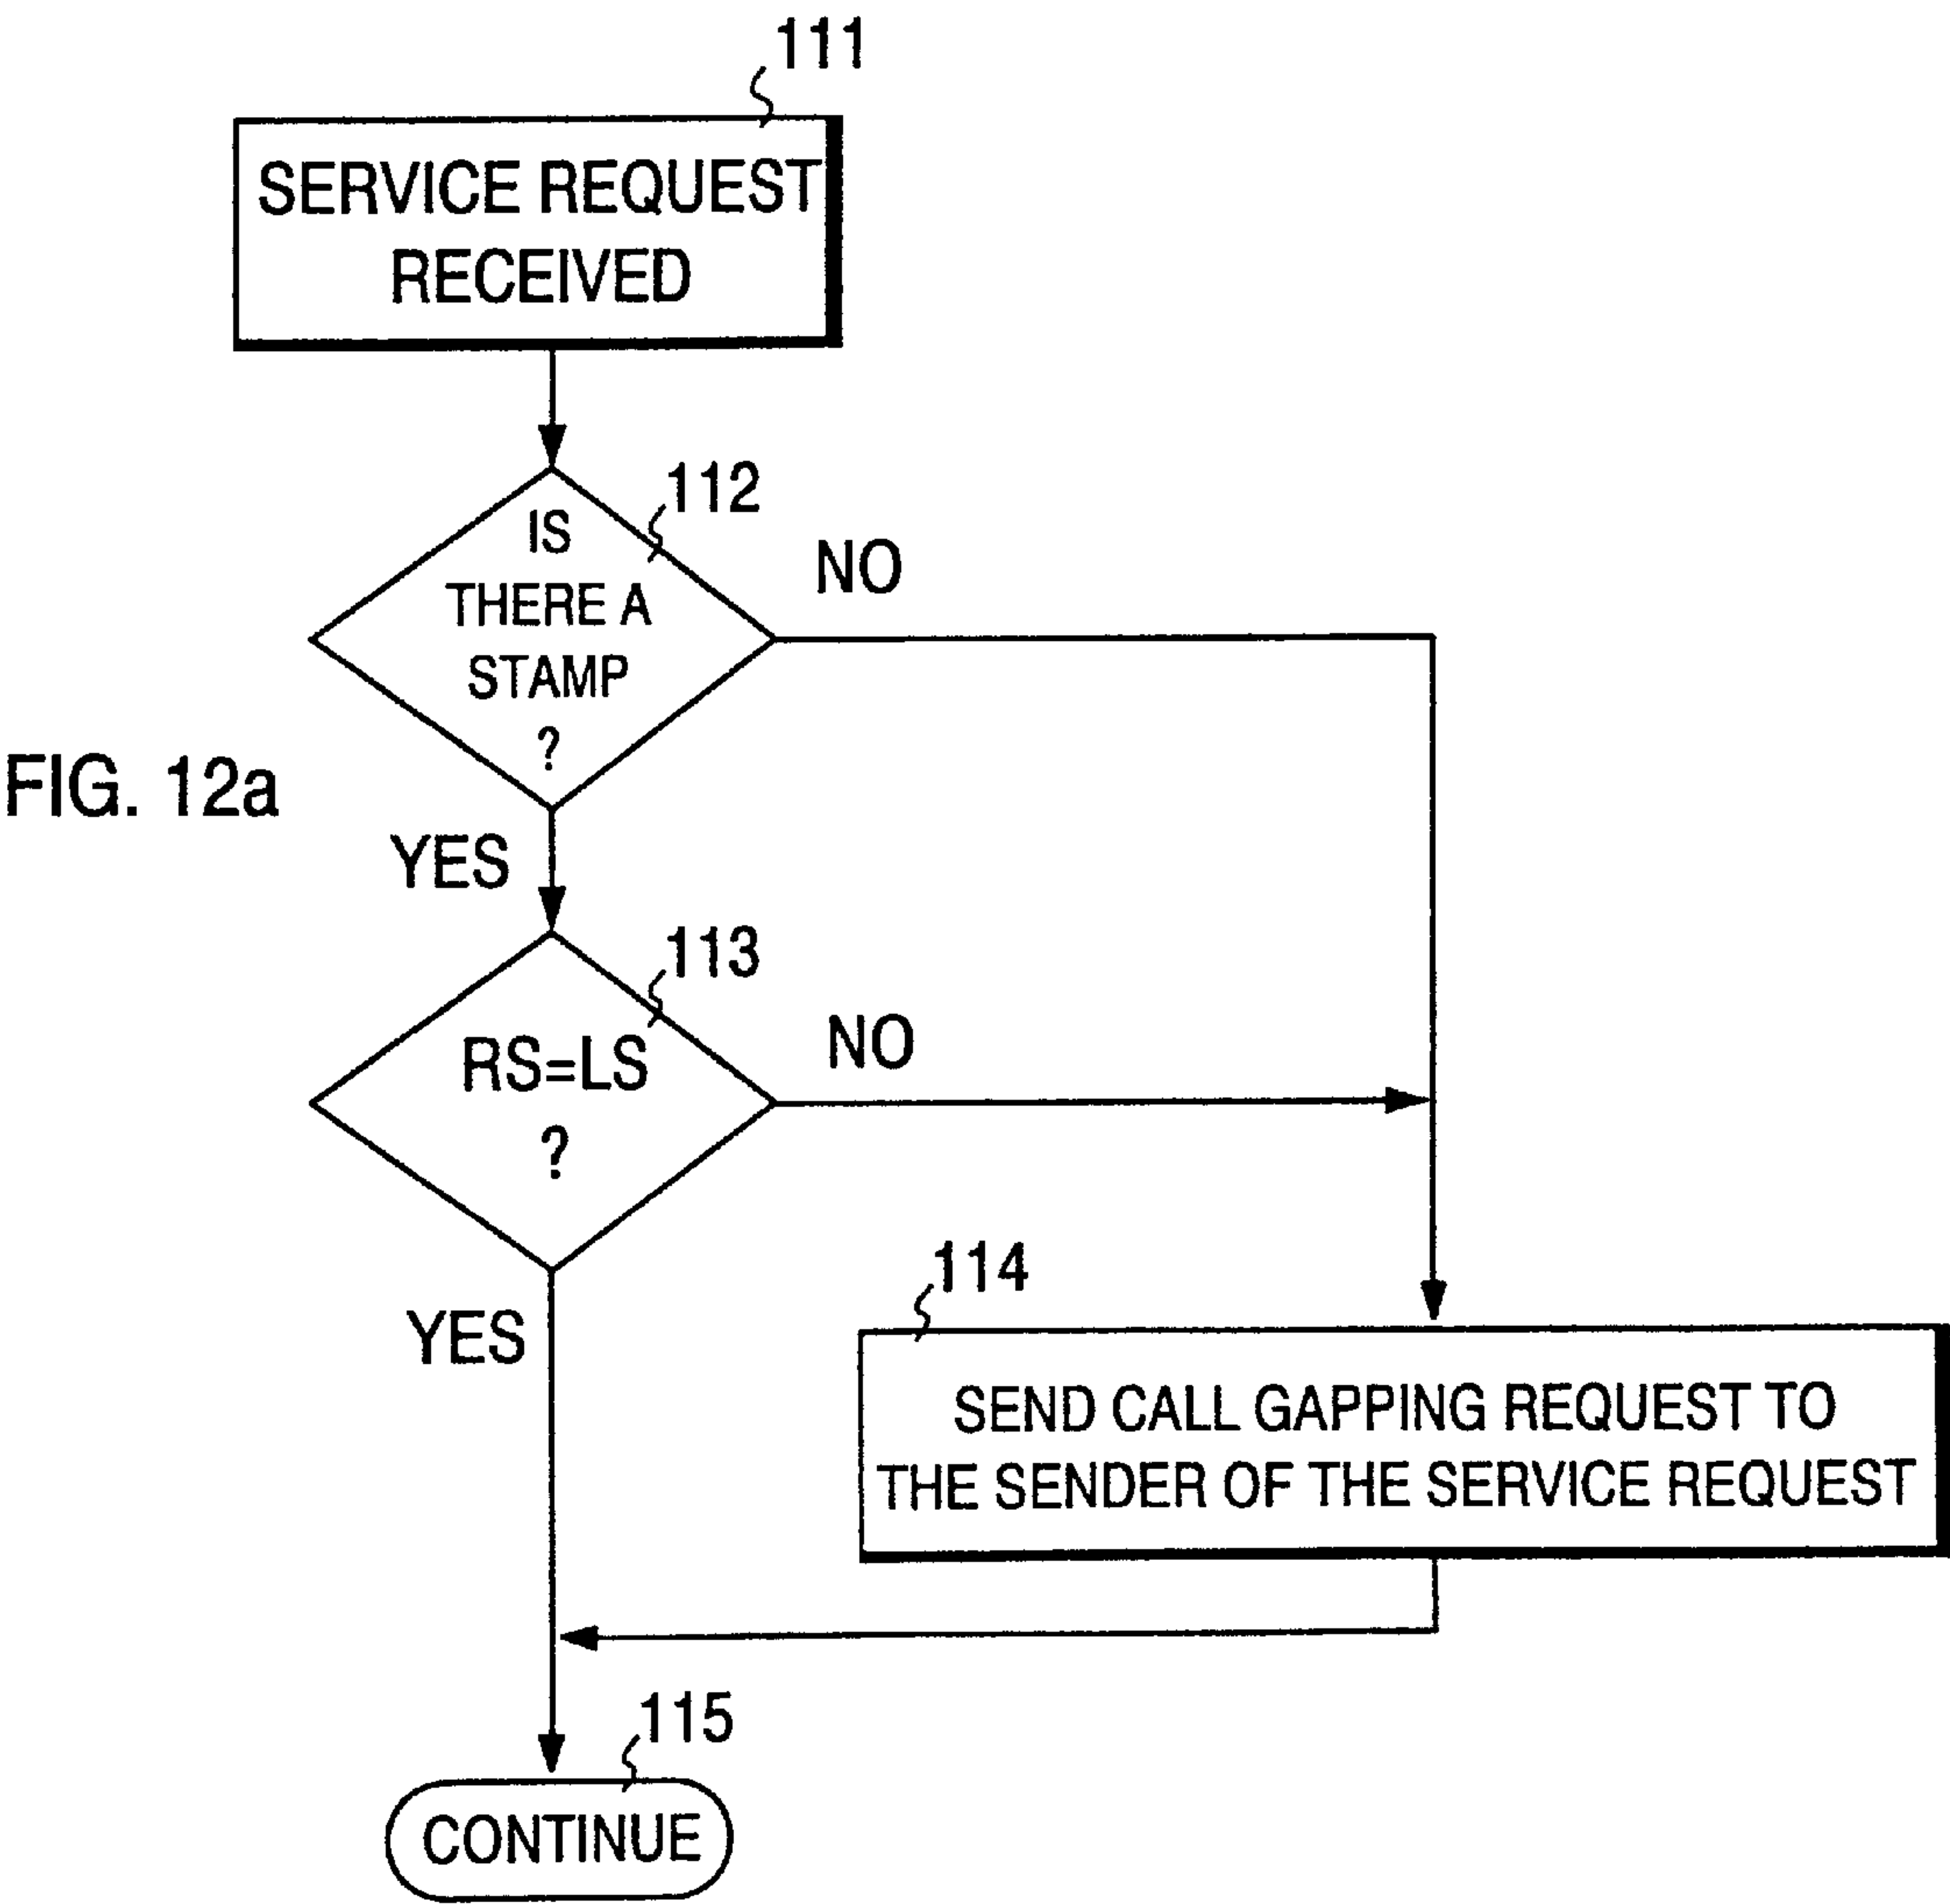 111
SERVICE REQUEST
RECEIVED
112
IS
THERE A
STAMP
?
NO
FIG. 12a
YES
113
RS=LS
?
NO
114
YES
SEND CALL GAPPING REQUEST TO
THE SENDER OF THE SERVICE REQUEST
115
CONTINUE